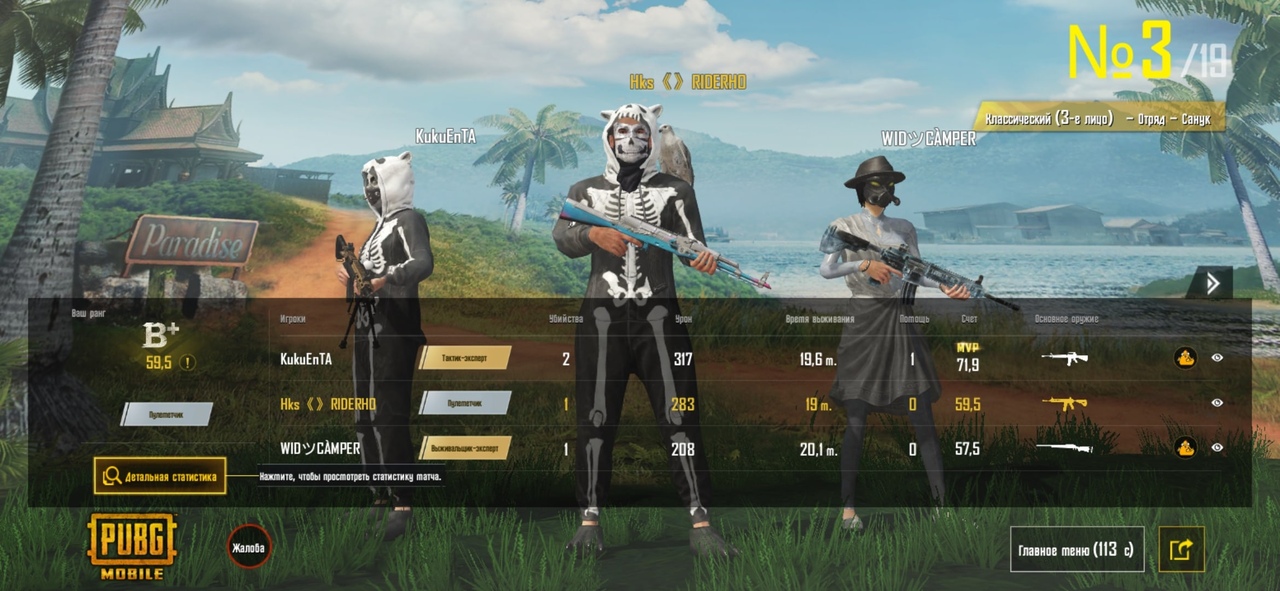 №3/19
Классический (3-е лицо) – Отряд – Санук
Hks 《》 RIDERHO
KukuEnTA
WIDツCÀMPER
Paradise
Ваш ранг
B+
59,5 !
Пулеметчик
Игроки Убийства Урон Время выживания Помощь Счет Основное оружие
KukuEnTA Тактик-эксперт 2 317 19,6 m. 1 MVP 71,9
Hks 《》 RIDERHO Пулеметчик 1 283 19 m. 0 59,5
WIDツCÀMPER Выживальщик-эксперт 1 208 20,1 m. 0 57,5
Детальная статистика
Нажмите, чтобы просмотреть статистику матча.
PUBG
MOBILE
Жалоба
Главное меню (113 с)